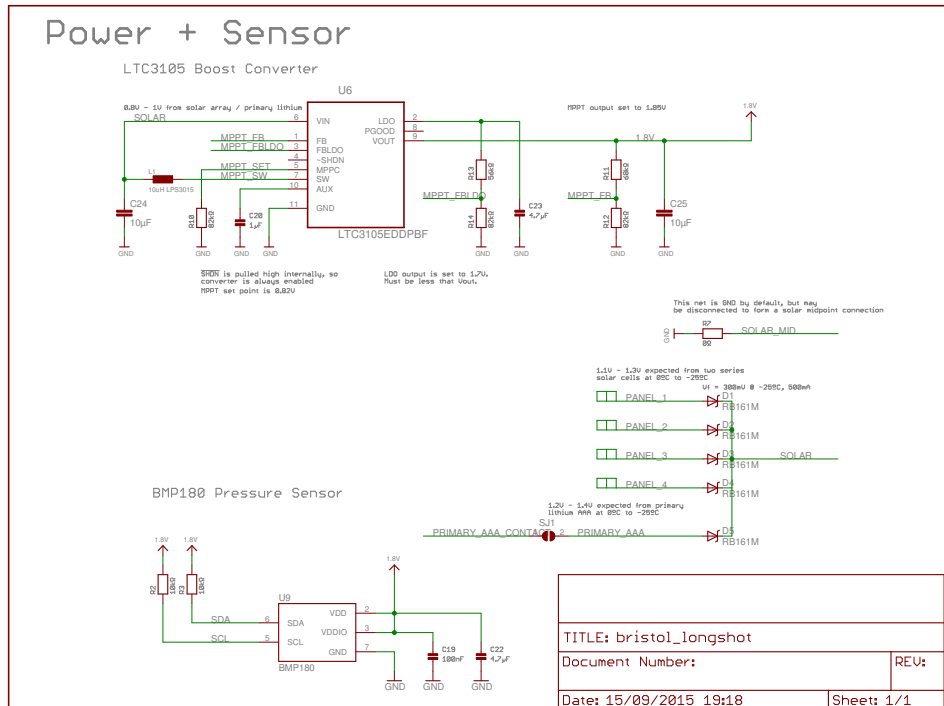 Power + Sensor
LTC3105 Boost Converter
U6
0.8V - 1V from solar array / primary lithium
SOLAR
MPPT output set to 1.85V
1.8V
6 VIN
LDO 2
PGOOD 8
VOUT 9
1.8V
MPPT_FB 1 FB
MPPT_FBLDO 3 FBLDO
4 ~SHDN
MPPT_SET 5 MPPC
MPPT_SW 7 SW
10 AUX
11 GND
LTC3105EDDPBF
L1
10uH LPS3015
C24
10µF
R10
82kΩ
C20
1µF
R13
56kΩ
MPPT_FBLDO
R14
82kΩ
C23
4.7µF
R11
68kΩ
MPPT_FB
R12
82kΩ
C25
10µF
GND
GND
GND
GND
GND
GND
GND
GND
SHDN is pulled high internally, so
converter is always enabled
MPPT set point is 0.82V
LDO output is set to 1.7V.
Must be less that Vout.
This net is GND by default, but may
be disconnected to form a solar midpoint connection
GND
R7
0Ω
SOLAR_MID
1.1V - 1.3V expected from two series
solar cells at 0ºC to -25ºC
Vf = 300mV @ -25ºC, 500mA
PANEL_1
D1
RB161M
PANEL_2
D2
RB161M
PANEL_3
D3
RB161M
SOLAR
PANEL_4
D4
RB161M
1.2V - 1.4V expected from primary
lithium AAA at 0ºC to -25ºC
PRIMARY_AAA_CONTACT
SJ1
2
PRIMARY_AAA
D5
RB161M
BMP180 Pressure Sensor
1.8V
1.8V
1.8V
R2
10kΩ
R3
10kΩ
U9
SDA 6 SDA
SCL 5 SCL
VDD 2
VDDIO 3
GND 7
BMP180
C19
100nF
C22
4.7µF
GND
GND
GND
TITLE: bristol_longshot
Document Number:
REV:
Date: 15/09/2015 19:18
Sheet: 1/1